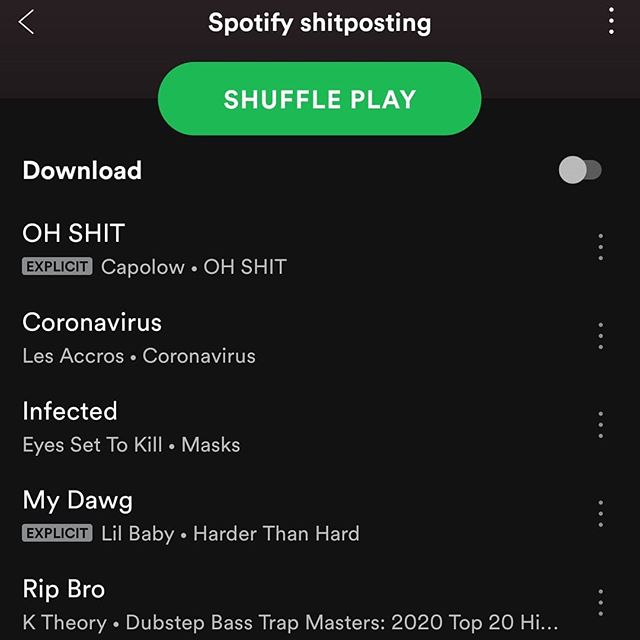 Spotify shitposting
SHUFFLE PLAY
Download
OH SHIT
EXPLICIT Capolow • OH SHIT
Coronavirus
Les Accros • Coronavirus
Infected
Eyes Set To Kill • Masks
My Dawg
EXPLICIT Lil Baby • Harder Than Hard
Rip Bro
K Theory • Dubstep Bass Trap Masters: 2020 Top 20 Hi...